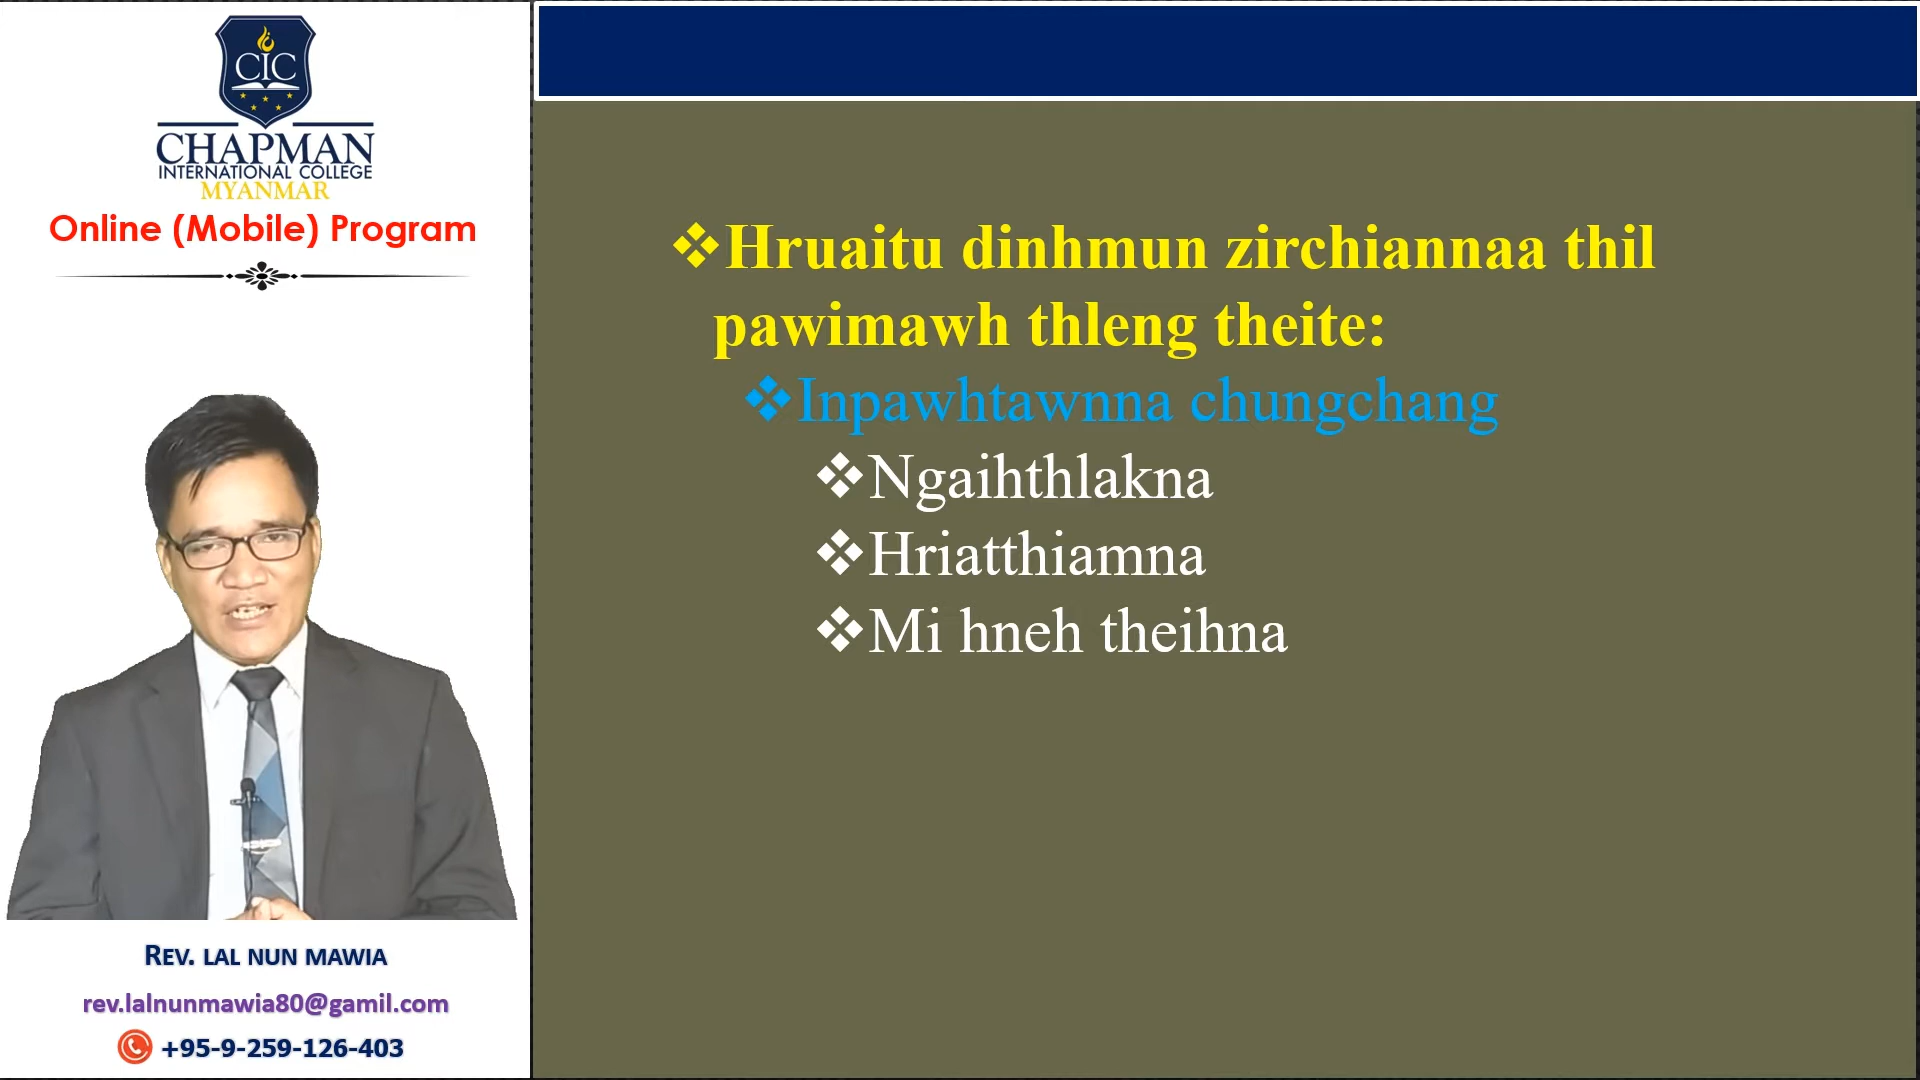 CIC
CHAPMAN
INTERNATIONAL COLLEGE
MYANMAR
Online (Mobile) Program
REV. LAL NUN MAWIA
rev.lalnunmawia80@gamil.com
+95-9-259-126-403
❖Hruaitu dinhmun zirchiannaa thil
pawimawh thleng theite:
❖Inpawhtawnna chungchang
❖Ngaihthlakna
❖Hriatthiamna
❖Mi hneh theihna